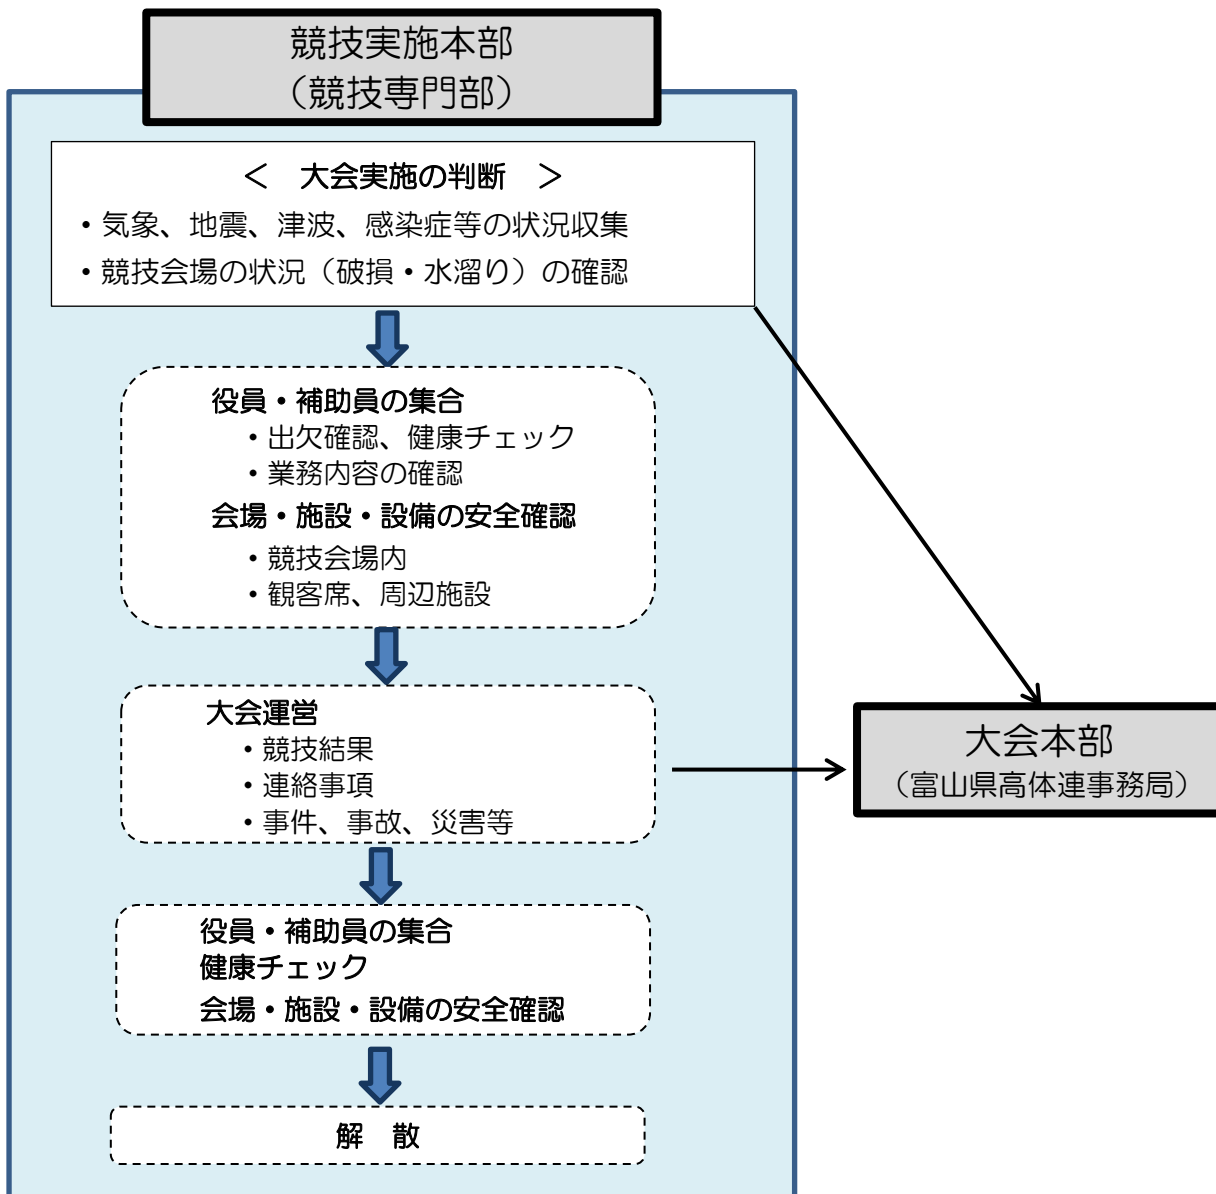 競技実施本部
（競技専門部）
＜　大会実施の判断　＞
・気象、地震、津波、感染症等の状況収集
・競技会場の状況（破損・水溜り）の確認
役員・補助員の集合
・出欠確認、健康チェック
・業務内容の確認
会場・施設・設備の安全確認
・競技会場内
・観客席、周辺施設
大会運営
・競技結果
・連絡事項
・事件、事故、災害等
大会本部
（富山県高体連事務局）
役員・補助員の集合
健康チェック
会場・施設・設備の安全確認
解　散